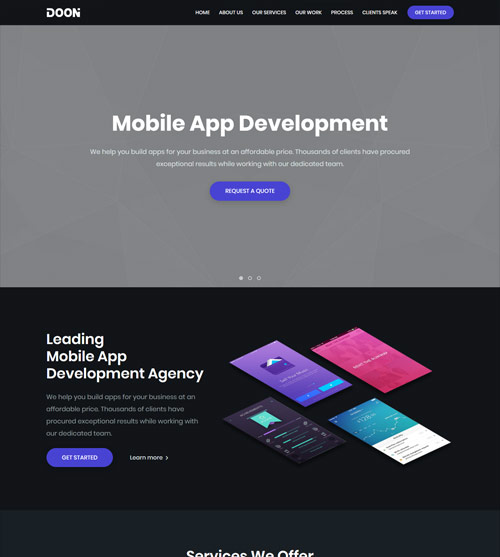 DOON
HOME ABOUT US OUR SERVICES OUR WORK PROCESS CLIENTS SPEAK GET STARTED
Mobile App Development
We help you build apps for your business at an affordable price. Thousands of clients have procured
exceptional results while working with our dedicated team.
REQUEST A QUOTE
Leading
Mobile App
Development Agency
We help you build apps for your business at an
affordable price. Thousands of clients have
procured exceptional results while working with
our dedicated team.
GET STARTED Learn more
Services We Offer